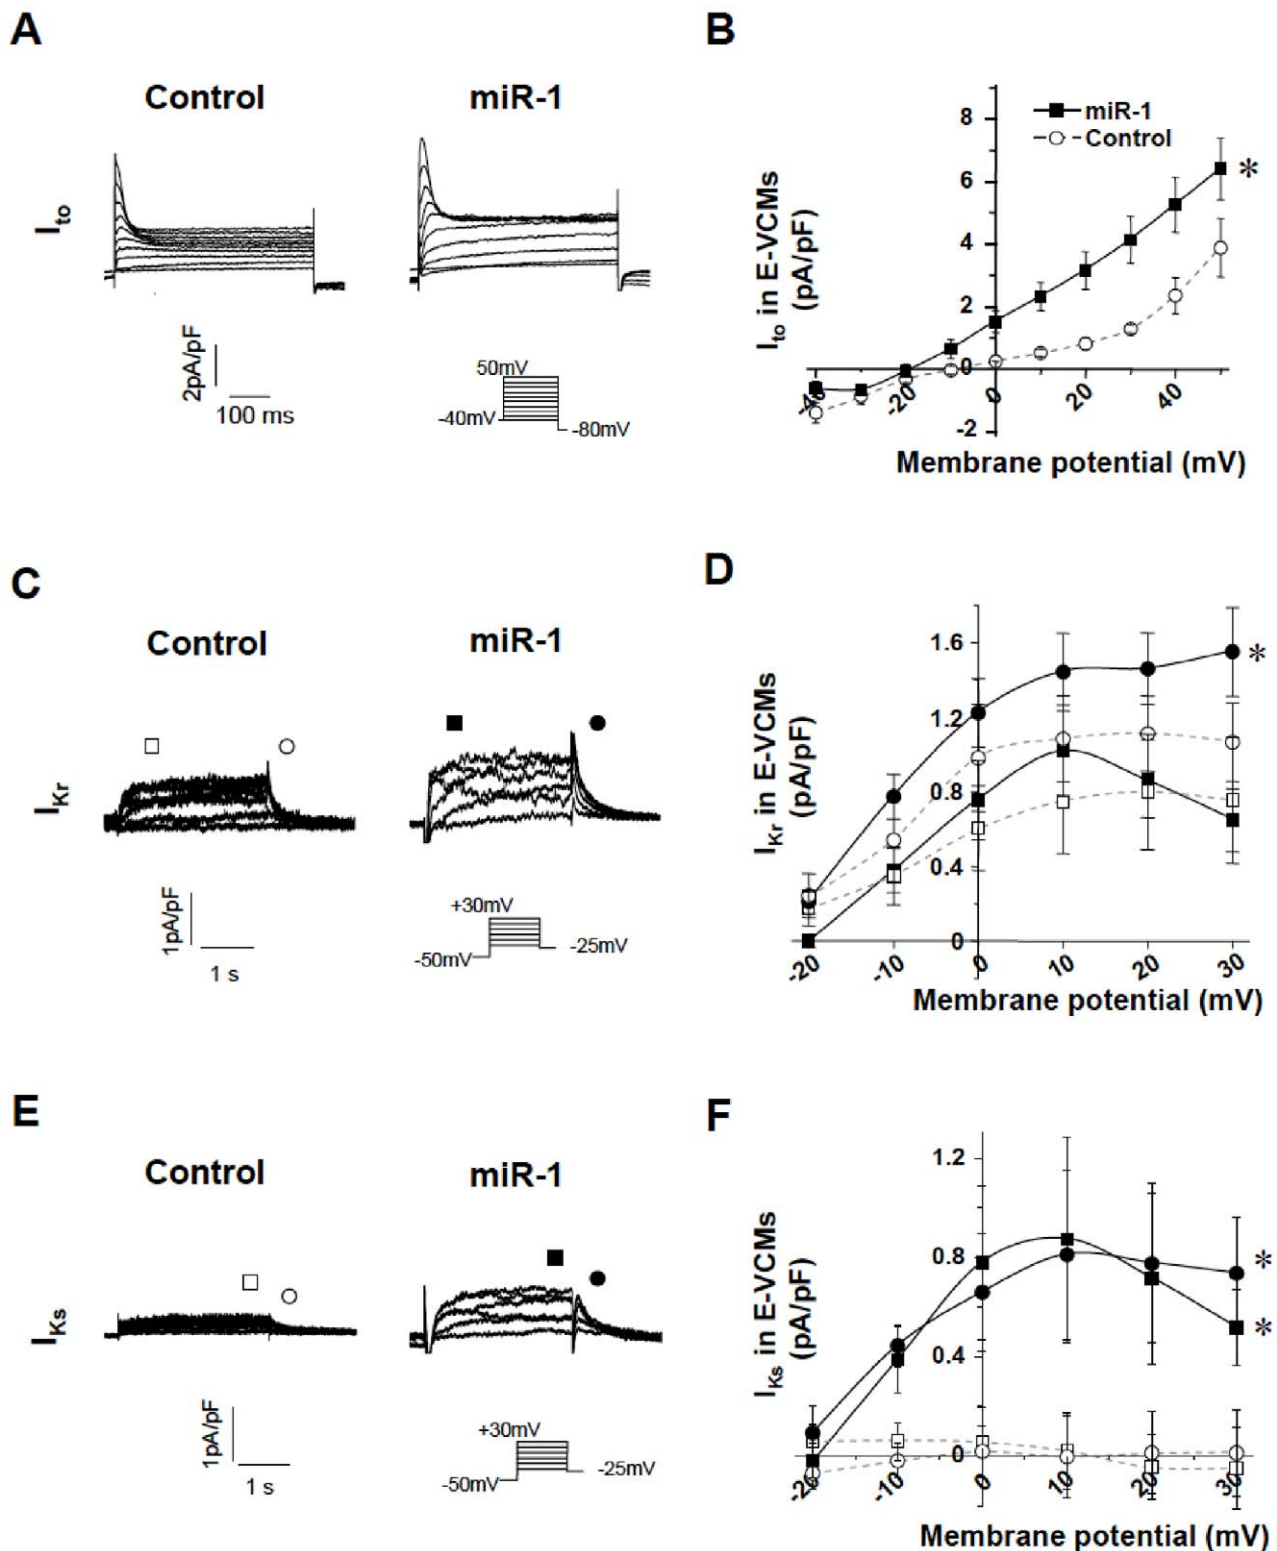 A
B
Control
miR-1
Ito
2pA/pF
100 ms
50mV
-40mV
-80mV
miR-1
Control
8
6
4
2
0
-2
*
Ito in E-VCMs
(pA/pF)
-40
-20
0
20
40
Membrane potential (mV)
C
D
Control
miR-1
IKr
1pA/pF
1 s
+30mV
-50mV
-25mV
1.6
1.2
0.8
0.4
0
*
IKr in E-VCMs
(pA/pF)
-20
-10
0
10
20
30
Membrane potential (mV)
E
F
Control
miR-1
IKs
1pA/pF
1 s
+30mV
-50mV
-25mV
1.2
0.8
0.4
0
*
*
IKs in E-VCMs
(pA/pF)
-20
-10
0
10
20
30
Membrane potential (mV)